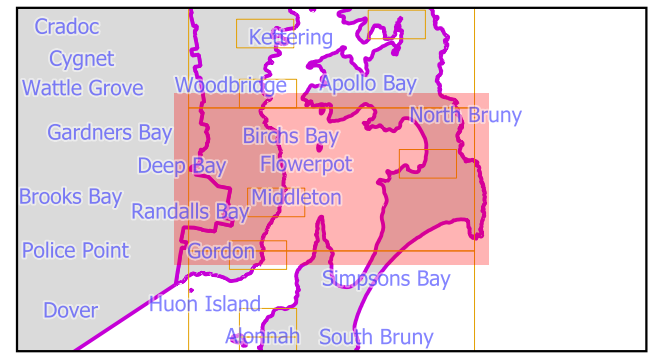 Cradoc
Kettering
Cygnet
Wattle Grove
Woodbridge
Apollo Bay
North Bruny
Gardners Bay
Birchs Bay
Deep Bay
Flowerpot
Brooks Bay
Middleton
Randalls Bay
Police Point
Gordon
Simpsons Bay
Huon Island
Dover
Alonnah
South Bruny